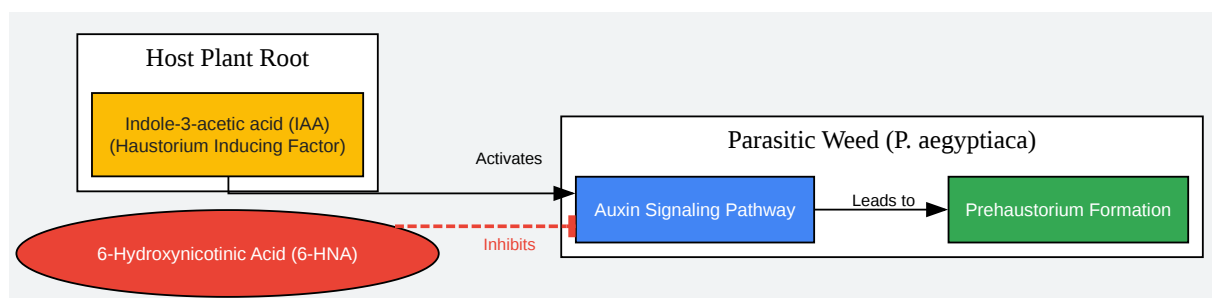 Host Plant Root
Indole-3-acetic acid (IAA)
(Haustorium Inducing Factor)
Activates
Parasitic Weed (P. aegyptiaca)
Auxin Signaling Pathway
Leads to
Prehaustorium Formation
6-Hydroxynicotinic Acid (6-HNA)
Inhibits